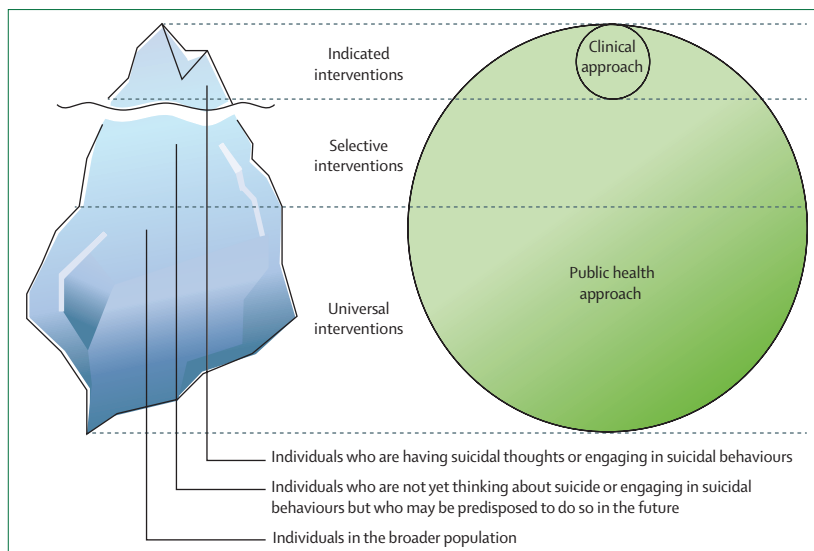 Indicated
interventions
Clinical
approach
Selective
interventions
Public health
approach
Universal
interventions
Individuals who are having suicidal thoughts or engaging in suicidal behaviours
Individuals who are not yet thinking about suicide or engaging in suicidal
behaviours but who may be predisposed to do so in the future
Individuals in the broader population